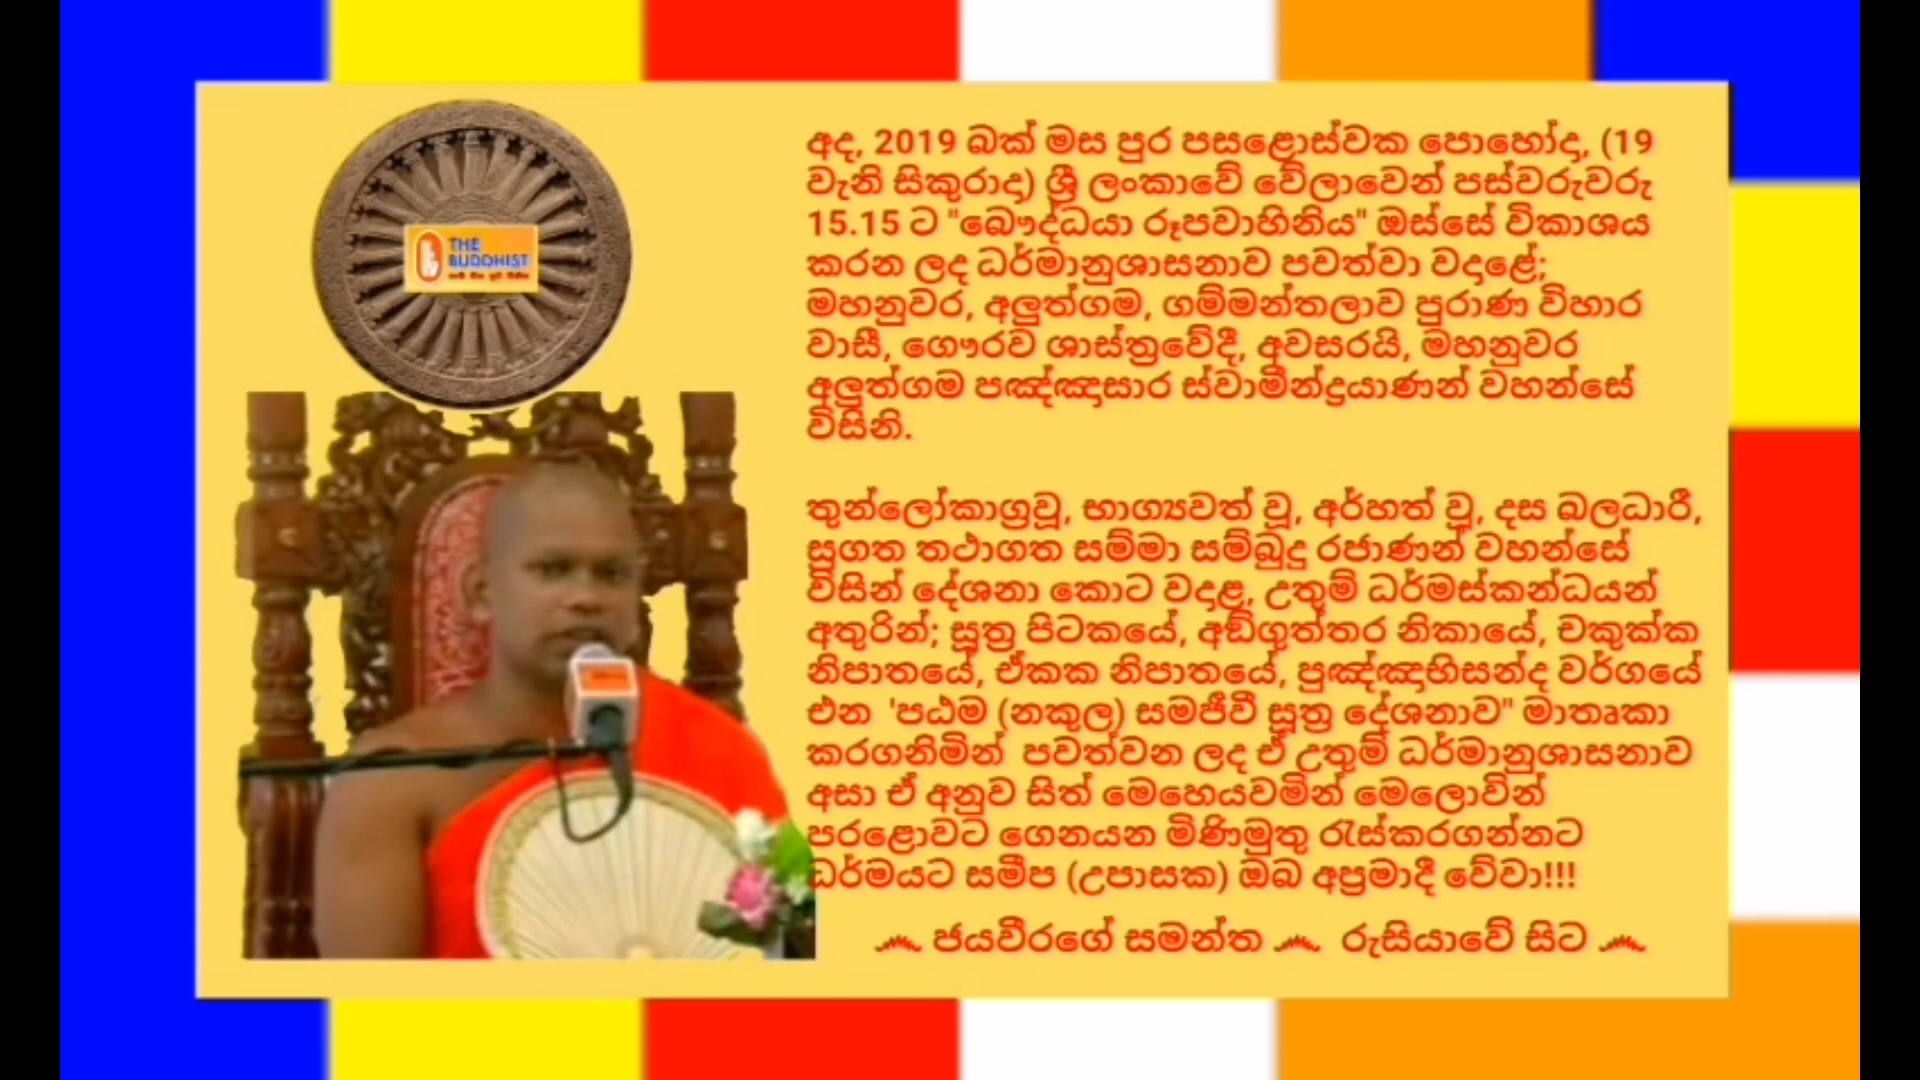 THE
BUDDHIST
අද, 2019 බක් මස පුර පසළොස්වක පොහෝදා, (19
වැනි සිකුරාදා) ශ්‍රී ලංකාවේ වේලාවෙන් පස්වරුවරු
15.15 ට "බෞද්ධයා රූපවාහිනිය" ඔස්සේ විකාශය
කරන ලද ධර්මානුශාසනාව පවත්වා වදාළේ;
මහනුවර, අලුත්ගම, ගම්මන්තලාව පුරාණ විහාර
වාසී, ගෞරව ශාස්ත්‍රවේදී, අවසරයි, මහනුවර
අලුත්ගම පඤ්ඤාසාර ස්වාමීන්ද්‍රයාණන් වහන්සේ
විසිනි.
තුන්ලෝකාග්‍රවූ, භාග්‍යවත් වූ, අර්හත් වූ, දස බලධාරී,
සුගත තථාගත සම්මා සම්බුදු රජාණන් වහන්සේ
විසින් දේශනා කොට වදාළ, උතුම් ධර්මස්කන්ධයන්
අතුරින්; සූත්‍ර පිටකයේ, අඞ්ගුත්තර නිකායේ, චකුක්ක
නිපාතයේ, ඒකක නිපාතයේ, පුඤ්ඤාභිසන්ද වර්ගයේ
එන 'පඨම (නකුල) සමජීවී සූත්‍ර දේශනාව" මාතෘකා
කරගනිමින් පවත්වන ලද ඒ උතුම් ධර්මානුශාසනාව
අසා ඒ අනුව සිත් මෙහෙයවමින් මෙලොවින්
පරළොවට ගෙනයන මිණිමුතු රැස්කරගන්නට
ධර්මයට සමීප (උපාසක) ඔබ අප්‍රමාදී වේවා!!!
ජයවීරගේ සමන්ත රුසියාවේ සිට